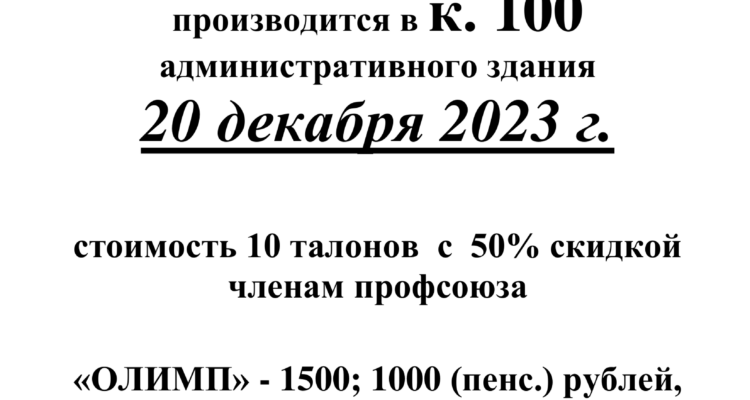 производится в к. 100
административного здания
20 декабря 2023 г.
стоимость 10 талонов с 50% скидкой
членам профсоюза
«ОЛИМП» - 1500; 1000 (пенс.) рублей,